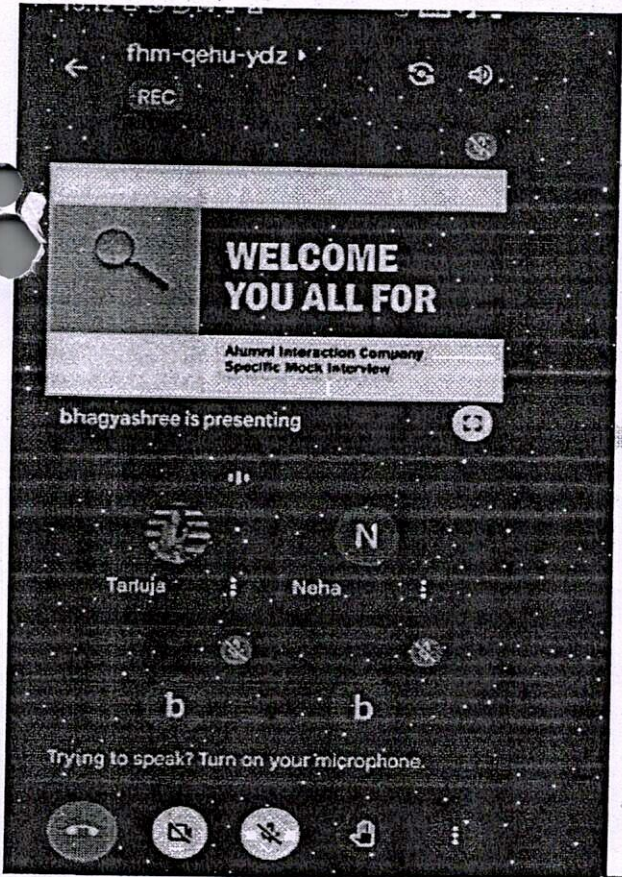 fhm-qehu-ydz
REC
WELCOME
YOU ALL FOR
Alumni Interaction Company
Specific Mock Interview
bhagyashree is presenting
N
Neha
b b
Trying to speak? Turn on your microphone.